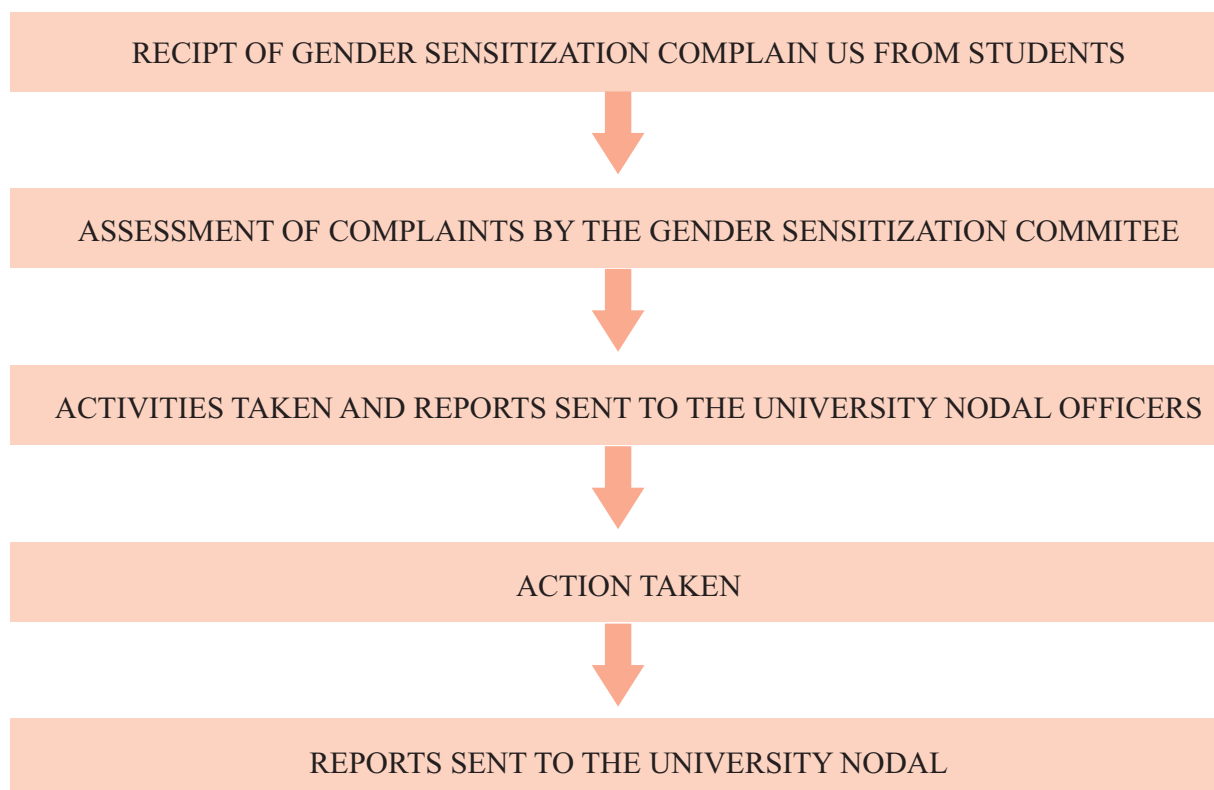 RECIPT OF GENDER SENSITIZATION COMPLAIN US FROM STUDENTS
ASSESSMENT OF COMPLAINTS BY THE GENDER SENSITIZATION COMMITEE
ACTIVITIES TAKEN AND REPORTS SENT TO THE UNIVERSITY NODAL OFFICERS
ACTION TAKEN
REPORTS SENT TO THE UNIVERSITY NODAL